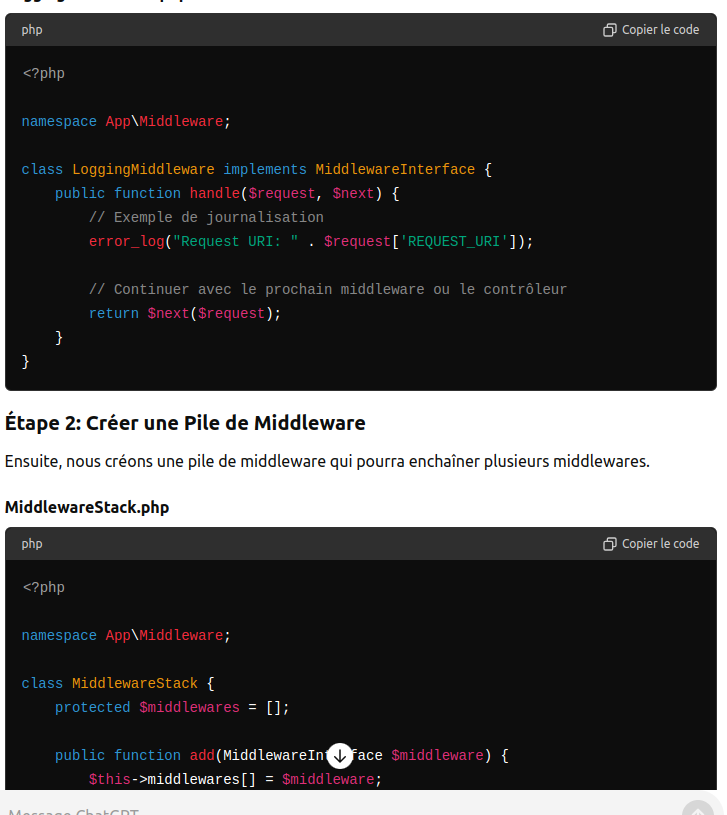 php
Copier le code
<?php
namespace App\Middleware;
class LoggingMiddleware implements MiddlewareInterface {
public function handle($request, $next) {
// Exemple de journalisation
error_log("Request URI: " . $request['REQUEST_URI']);
// Continuer avec le prochain middleware ou le contrôleur
return $next($request);
}
}
Étape 2: Créer une Pile de Middleware
Ensuite, nous créons une pile de middleware qui pourra enchaîner plusieurs middlewares.
MiddlewareStack.php
php
Copier le code
<?php
namespace App\Middleware;
class MiddlewareStack {
protected $middlewares = [];
public function add( $middleware) {
$this->middlewares[] = $middleware;
Message ChatGPT